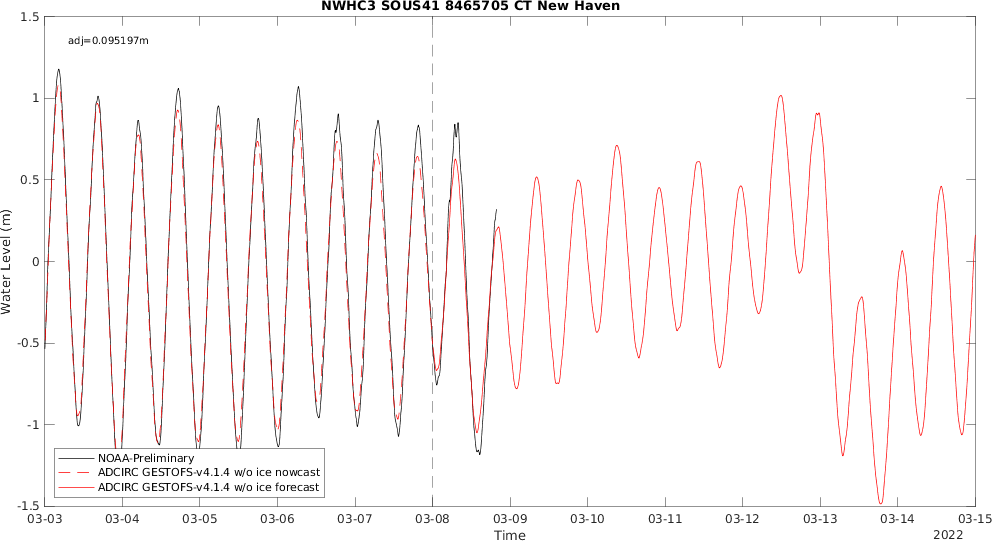 NWHC3 SOUS41 8465705 CT New Haven
1.5
adj=0.095197m
1
0.5
0
-0.5
-1
-1.5
Water Level (m)
NOAA-Preliminary
ADCIRC GESTOFS-v4.1.4 w/o ice nowcast
ADCIRC GESTOFS-v4.1.4 w/o ice forecast
03-03 03-04 03-05 03-06 03-07 03-08 03-09 03-10 03-11 03-12 03-13 03-14 03-15
Time
2022